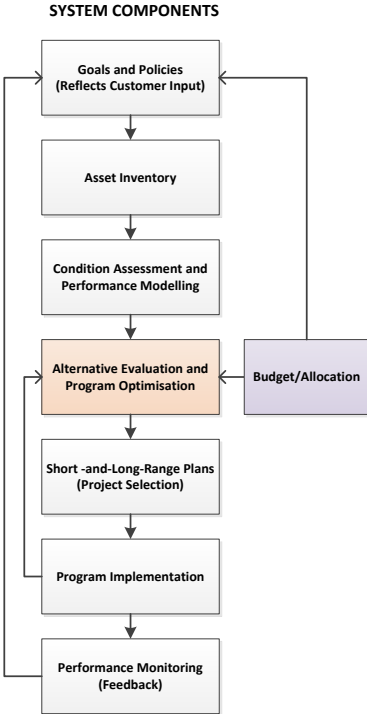 SYSTEM COMPONENTS
Goals and Policies
(Reflects Customer Input)
Asset Inventory
Condition Assessment and
Performance Modelling
Alternative Evaluation and
Program Optimisation
Budget/Allocation
Short -and-Long-Range Plans
(Project Selection)
Program Implementation
Performance Monitoring
(Feedback)